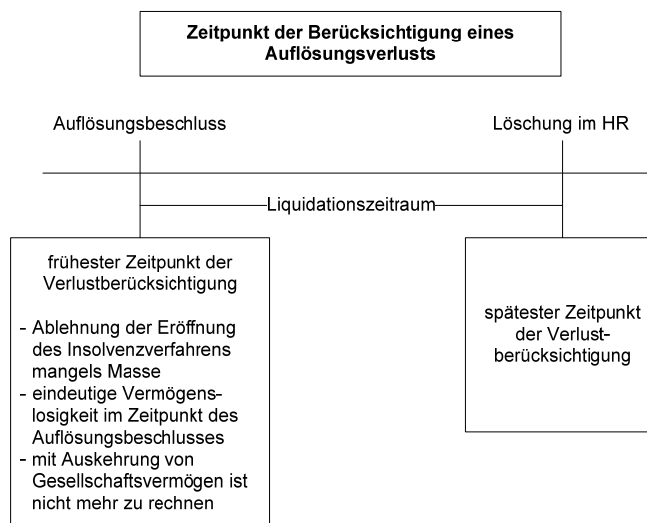 Zeitpunkt der Berücksichtigung eines
Auflösungsverlusts
Auflösungsbeschluss
Löschung im HR
Liquidationszeitraum
frühester Zeitpunkt der
Verlustberücksichtigung
- Ablehnung der Eröffnung
des Insolvenzverfahrens
mangels Masse
- eindeutige Vermögens-
losigkeit im Zeitpunkt des
Auflösungsbeschlusses
- mit Auskehrung von
Gesellschaftsvermögen ist
nicht mehr zu rechnen
spätester Zeitpunkt
der Verlust-
berücksichtigung